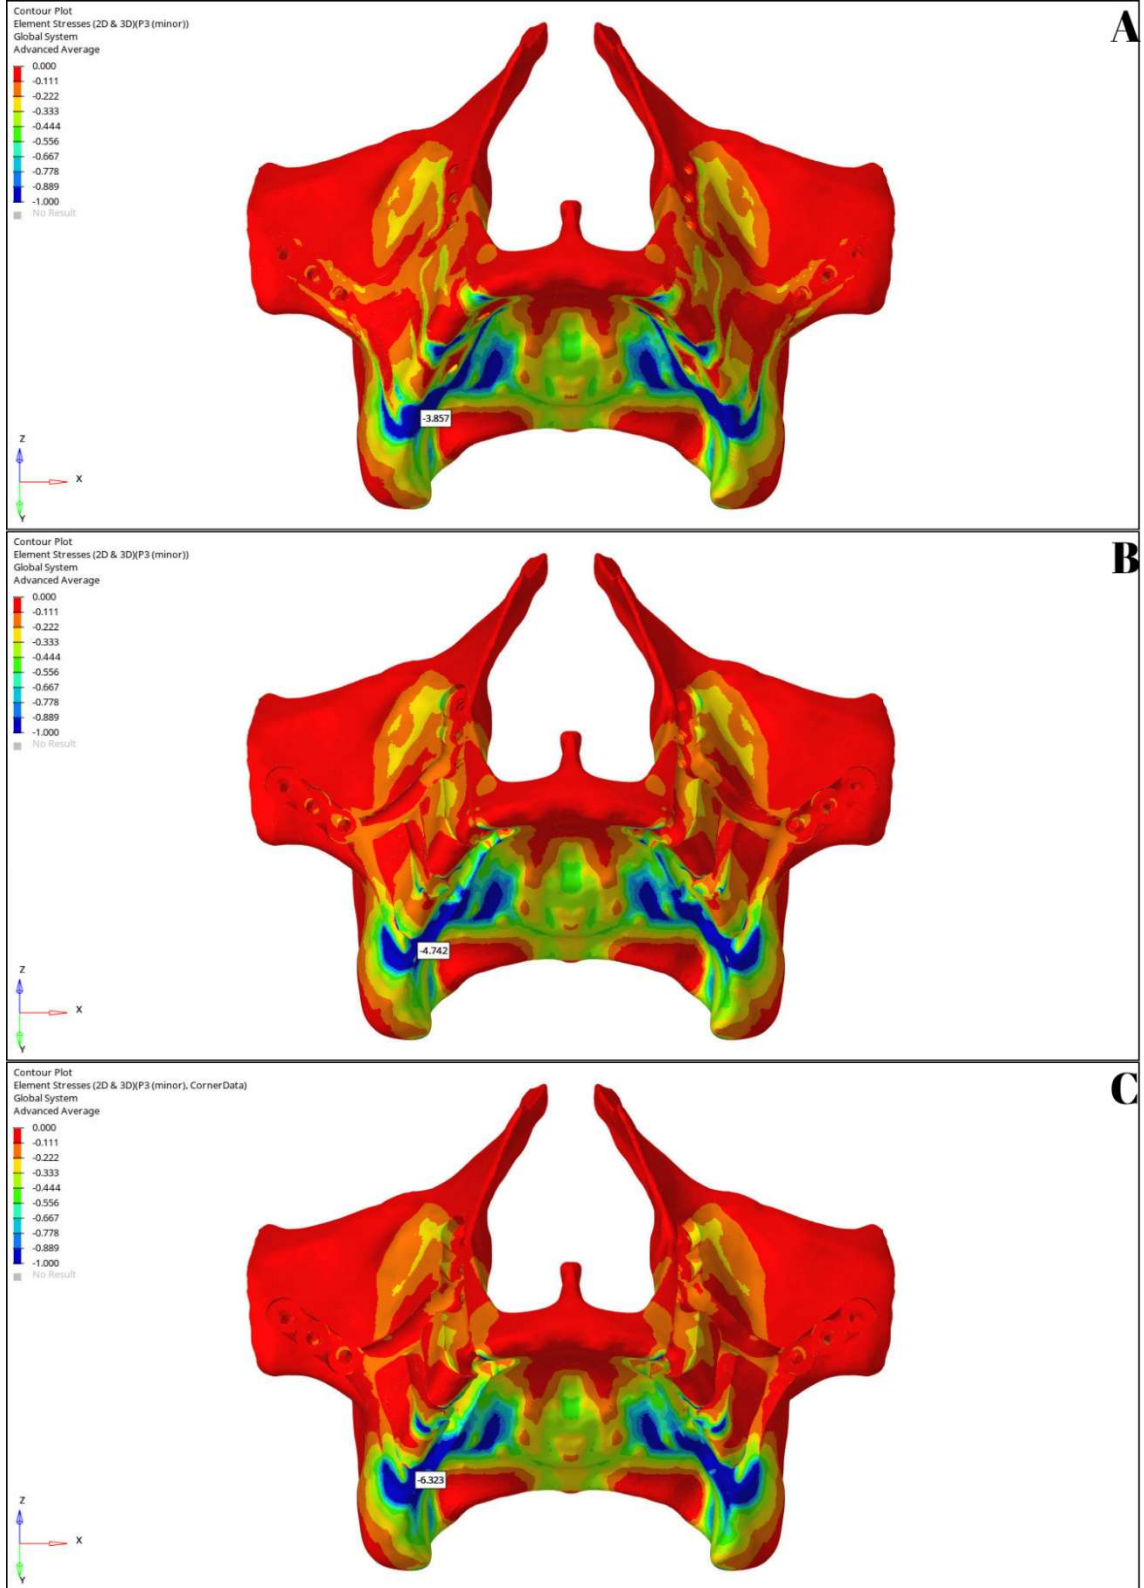 Contour Plot
Element Stresses (2D & 3D)(P3 (minor))
Global System
Advanced Average
0.000
-0.111
-0.222
-0.333
-0.444
-0.556
-0.667
-0.778
-0.889
-1.000
No Result
A
-3.857
Z
X
Y
Contour Plot
Element Stresses (2D & 3D)(P3 (minor))
Global System
Advanced Average
0.000
-0.111
-0.222
-0.333
-0.444
-0.556
-0.667
-0.778
-0.889
-1.000
No Result
B
-4.742
Z
X
Y
Contour Plot
Element Stresses (2D & 3D)(P3 (minor), CornerData)
Global System
Advanced Average
0.000
-0.111
-0.222
-0.333
-0.444
-0.556
-0.667
-0.778
-0.889
-1.000
No Result
C
-6.323
Z
X
Y